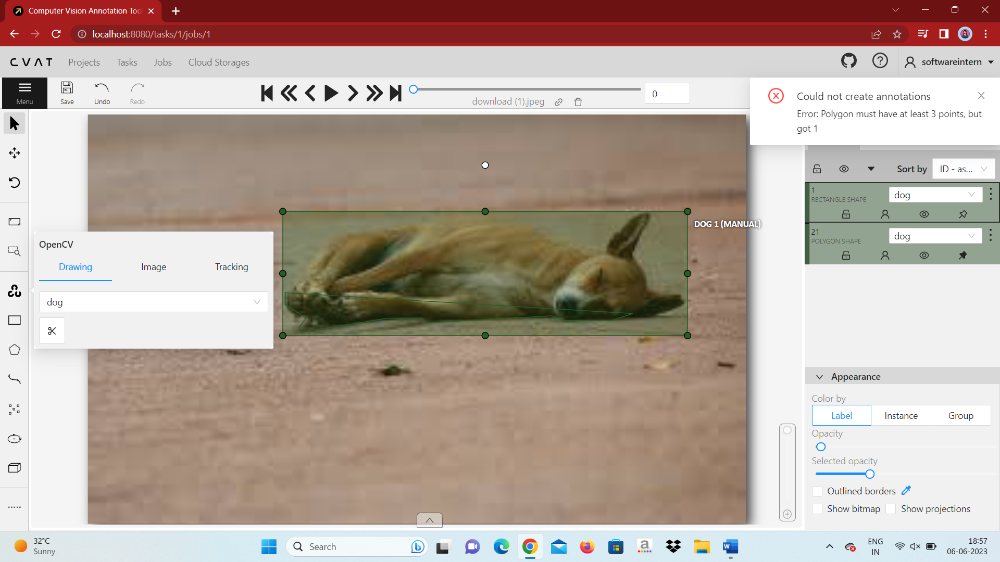 Computer Vision Annotation Too
localhost:8080/tasks/1/jobs/1
CVAT
Projects
Tasks
Jobs
Cloud Storages
softwareintern
Menu
Save
Undo
Redo
download (1).jpeg
0
Could not create annotations
Error: Polygon must have at least 3 points, but
got 1
Sort by
ID - as...
1
RECTANGLE SHAPE
dog
21
POLYGON SHAPE
dog
DOG 1 (MANUAL)
OpenCV
Drawing
Image
Tracking
dog
Appearance
Color by
Label
Instance
Group
Opacity
Selected opacity
Outlined borders
Show bitmap
Show projections
32°C
Sunny
Search
a
ENG
IN
18:57
06-06-2023